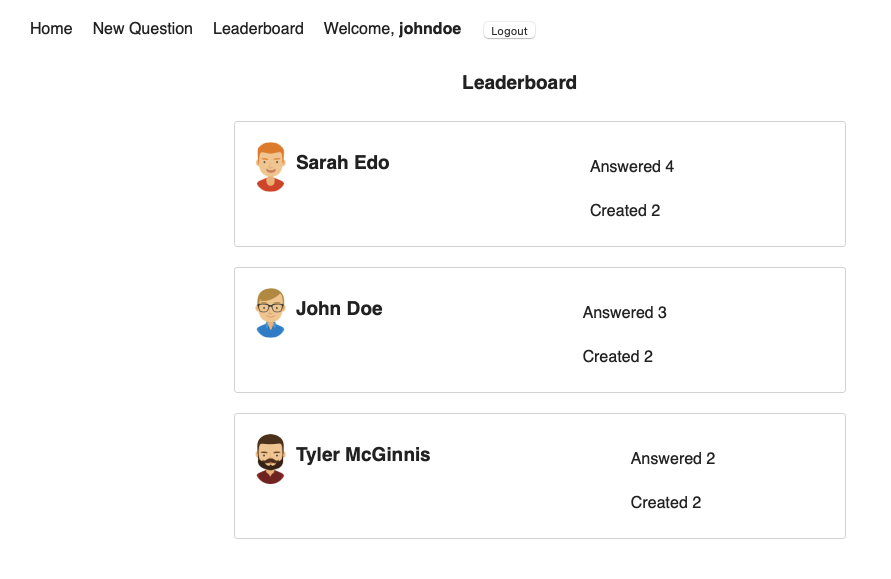 Home New Question Leaderboard Welcome, johndoe Logout
Leaderboard
Sarah Edo
Answered 4
Created 2
John Doe
Answered 3
Created 2
Tyler McGinnis
Answered 2
Created 2